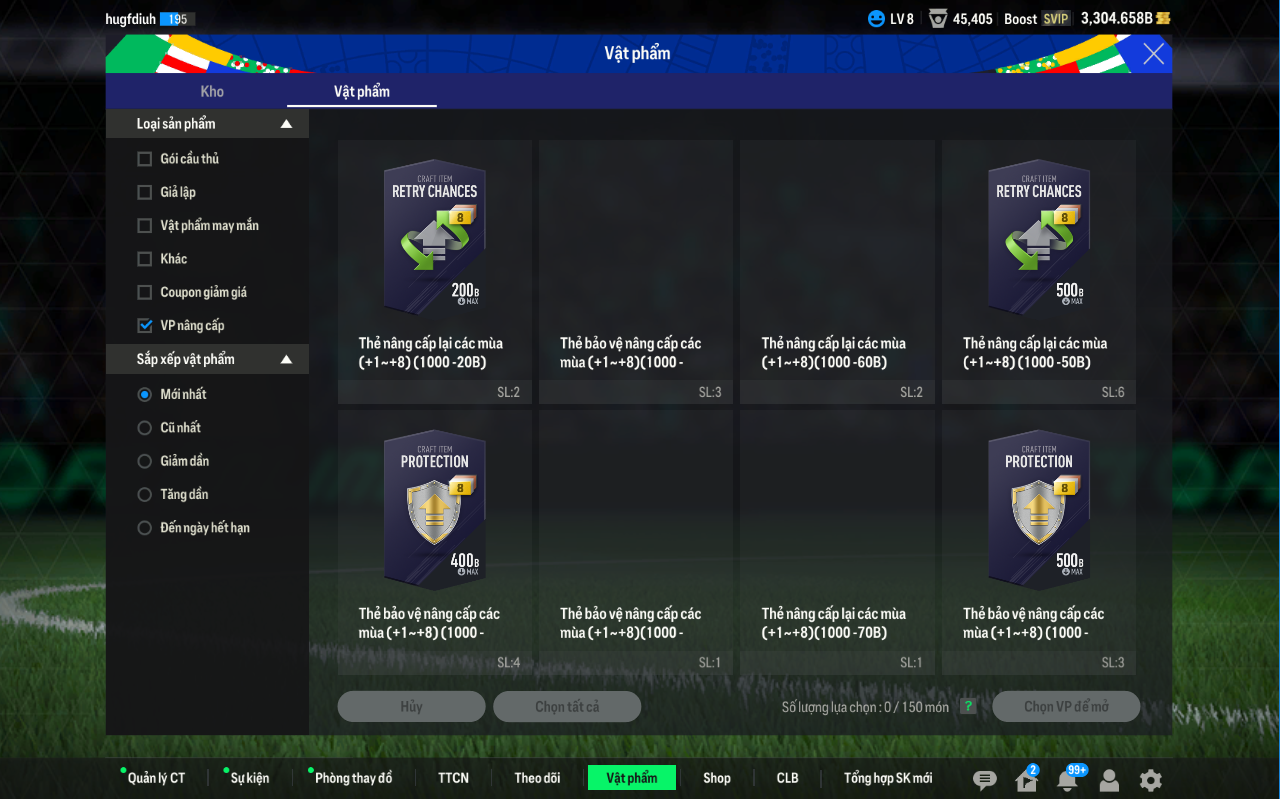 hugfdiuh 195
LV 8 45,405 Boost SVIP 3,304.658B
Vật phẩm
Kho Vật phẩm
Loại sản phẩm
Gói cầu thủ
Giả lập
Vật phẩm may mắn
Khác
Coupon giảm giá
VP nâng cấp
Sắp xếp vật phẩm
Mới nhất
Cũ nhất
Giảm dần
Tăng dần
Đến ngày hết hạn
CRAFT ITEM
RETRY CHANCES
8
200B
MAX
Thẻ nâng cấp lại các mùa
(+1~+8) (1000 -20B)
SL:2
Thẻ bảo vệ nâng cấp các
mùa (+1~+8)(1000 -
SL:3
Thẻ nâng cấp lại các mùa
(+1~+8)(1000 -60B)
SL:2
CRAFT ITEM
RETRY CHANCES
8
500B
MAX
Thẻ nâng cấp lại các mùa
(+1~+8) (1000 -50B)
SL:6
CRAFT ITEM
PROTECTION
8
400B
MAX
Thẻ bảo vệ nâng cấp các
mùa (+1~+8) (1000 -
SL:4
Thẻ bảo vệ nâng cấp các
mùa (+1~+8)(1000 -
SL:1
Thẻ nâng cấp lại các mùa
(+1~+8)(1000 -70B)
SL:1
CRAFT ITEM
PROTECTION
8
500B
MAX
Thẻ bảo vệ nâng cấp các
mùa (+1~+8) (1000 -
SL:3
Hủy Chọn tất cả Số lượng lựa chọn : 0 / 150 món ? Chọn VP để mở
Quản lý CT Sự kiện Phòng thay đồ TTCN Theo dõi Vật phẩm Shop CLB Tổng hợp SK mới 2 99+